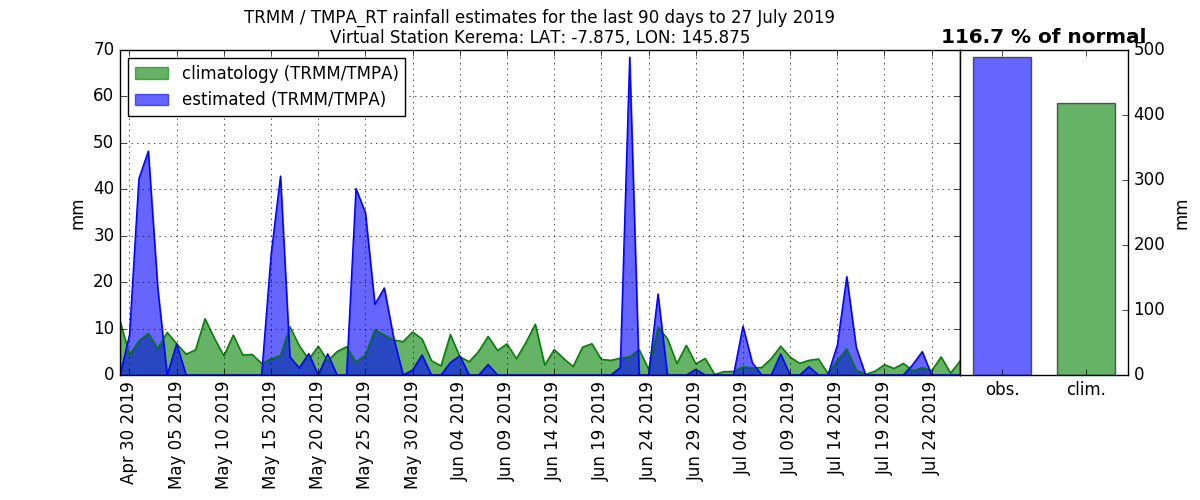 TRMM / TMPA_RT rainfall estimates for the last 90 days to 27 July 2019
Virtual Station Kerema: LAT: -7.875, LON: 145.875
116.7 % of normal
climatology (TRMM/TMPA)
estimated (TRMM/TMPA)
70
60
50
40
30
20
10
0
mm
Apr 30 2019
May 05 2019
May 10 2019
May 15 2019
May 20 2019
May 25 2019
May 30 2019
Jun 04 2019
Jun 09 2019
Jun 14 2019
Jun 19 2019
Jun 24 2019
Jun 29 2019
Jul 04 2019
Jul 09 2019
Jul 14 2019
Jul 19 2019
Jul 24 2019
obs.
clim.
500
400
300
200
100
0
mm